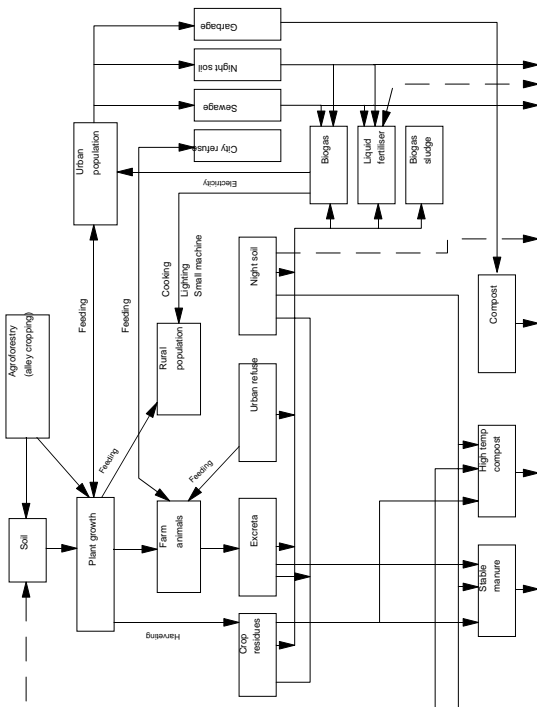 Garbage
Night soil
Sewage
City refuse
Urban
population
Electricity
Biogas
Liquid
fertiliser
Biogas
sludge
Feeding
Feeding
Cooking
Lighting
Small machine
Night soil
Compost
Agroforestry
(alley cropping)
Rural
population
Urban refuse
Feeding
Feeding
High temp
compost
Soil
Plant growth
Farm
animals
Excreta
Stable
manure
Harveting
Crop
residues